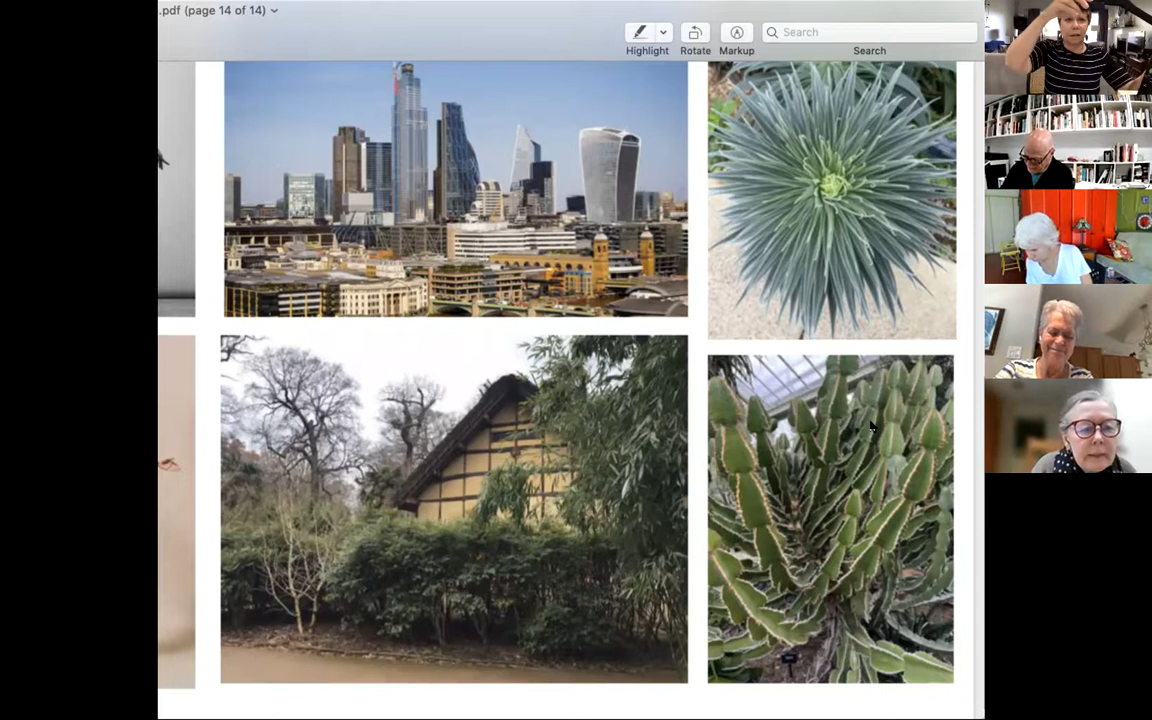 .pdf (page 14 of 14)
Search
Highlight
Rotate
Markup
Search